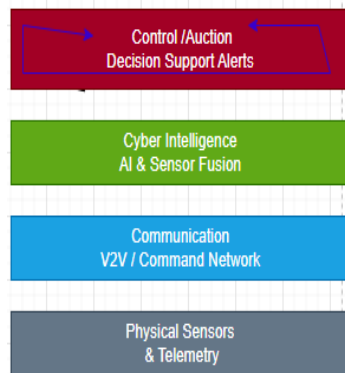 Control /Auction
Decision Support Alerts
Cyber Intelligence
AI & Sensor Fusion
Communication
V2V / Command Network
Physical Sensors
& Telemetry